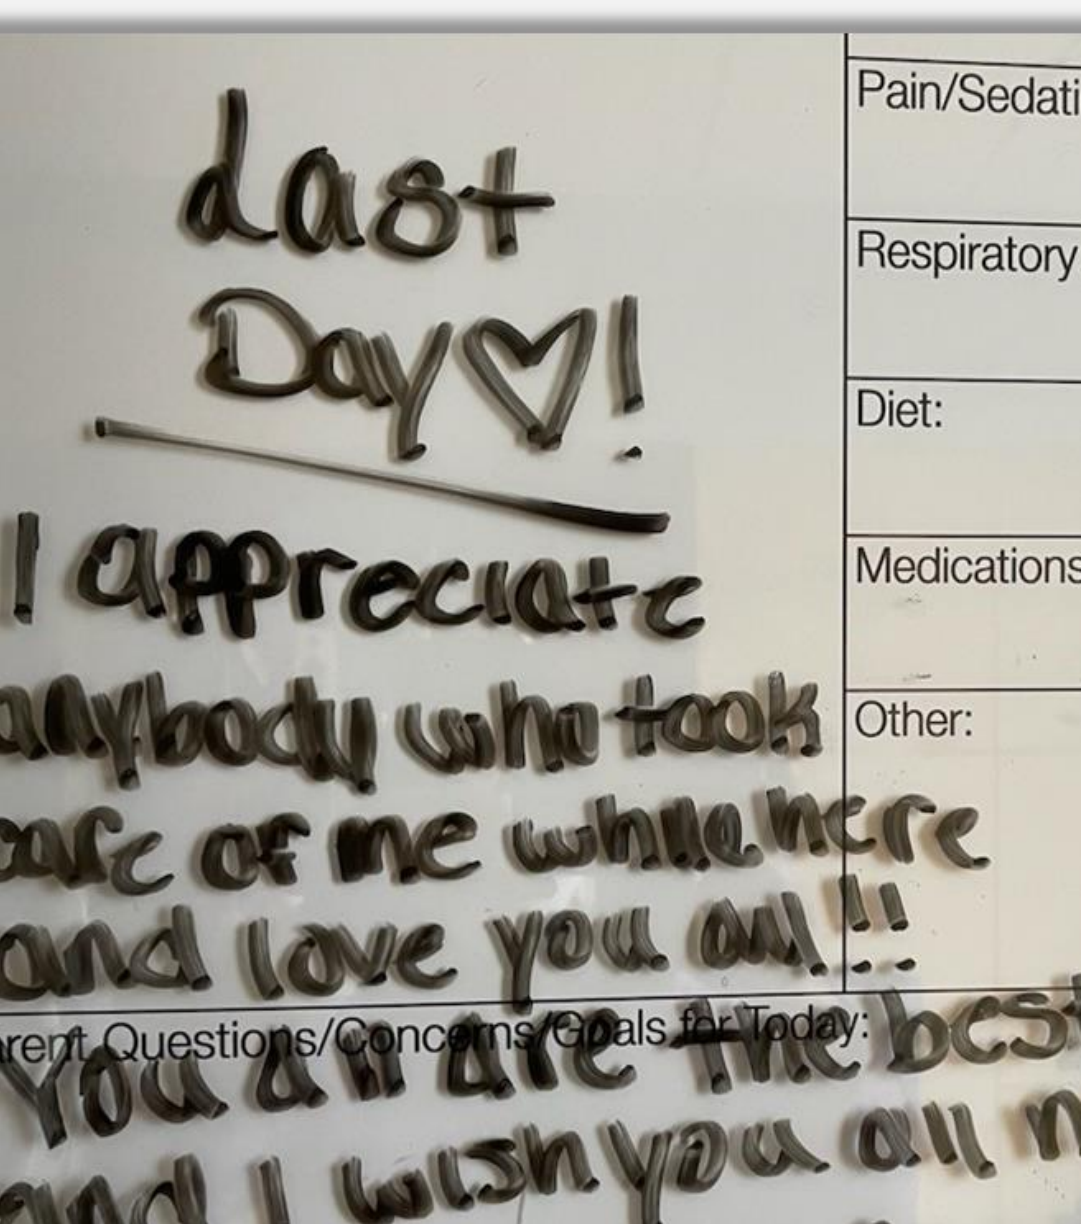 Last
Day♡!
I appreciate
anybody who took
care of me while here
and love you all!!!
You all are the best
and I wish you all
Pain/Sedati
Respiratory
Diet:
Medications
Other:
rent Questions/Concerns/Goals for Today: